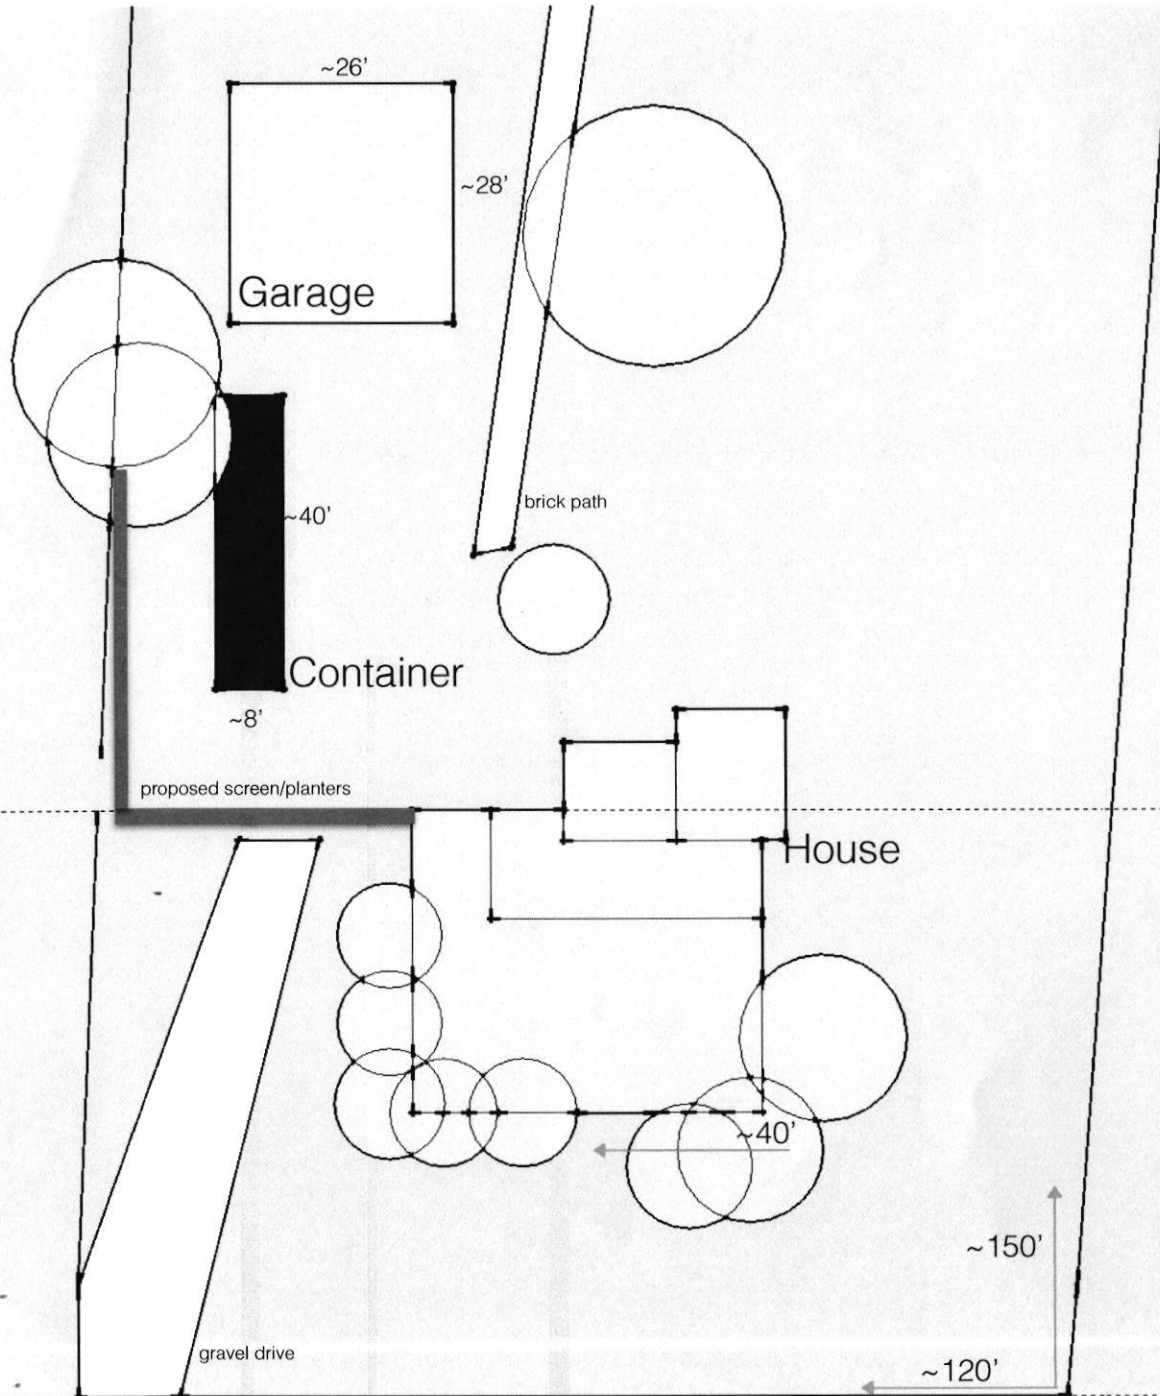 ~26'
~28'
Garage
brick path
~40'
Container
~8'
proposed screen/planters
House
~40'
~150'
gravel drive
~120'